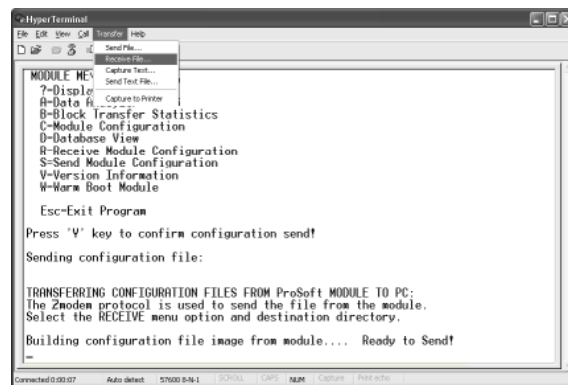 HyperTerminal
File Edit View Call Transfer Help
Send File...
Receive File...
Capture Text...
Send Text File...
Capture to Printer
MODULE ME
?-Displa
A-Data A
B-Block Transfer Statistics
C-Module Configuration
D-Database View
R-Receive Module Configuration
S=Send Module Configuration
V-Version Information
W-Warm Boot Module
Esc-Exit Program
Press 'Y' key to confirm configuration send!
Sending configuration file:
TRANSFERRING CONFIGURATION FILES FROM ProSoft MODULE TO PC:
The Zmodem protocol is used to send the file from the module.
Select the RECEIVE menu option and destination directory.
Building configuration file image from module.... Ready to Send!
_
Connected 0:00:07 Auto detect 57600 8-N-1 SCROLL CAPS NUM Capture Print echo